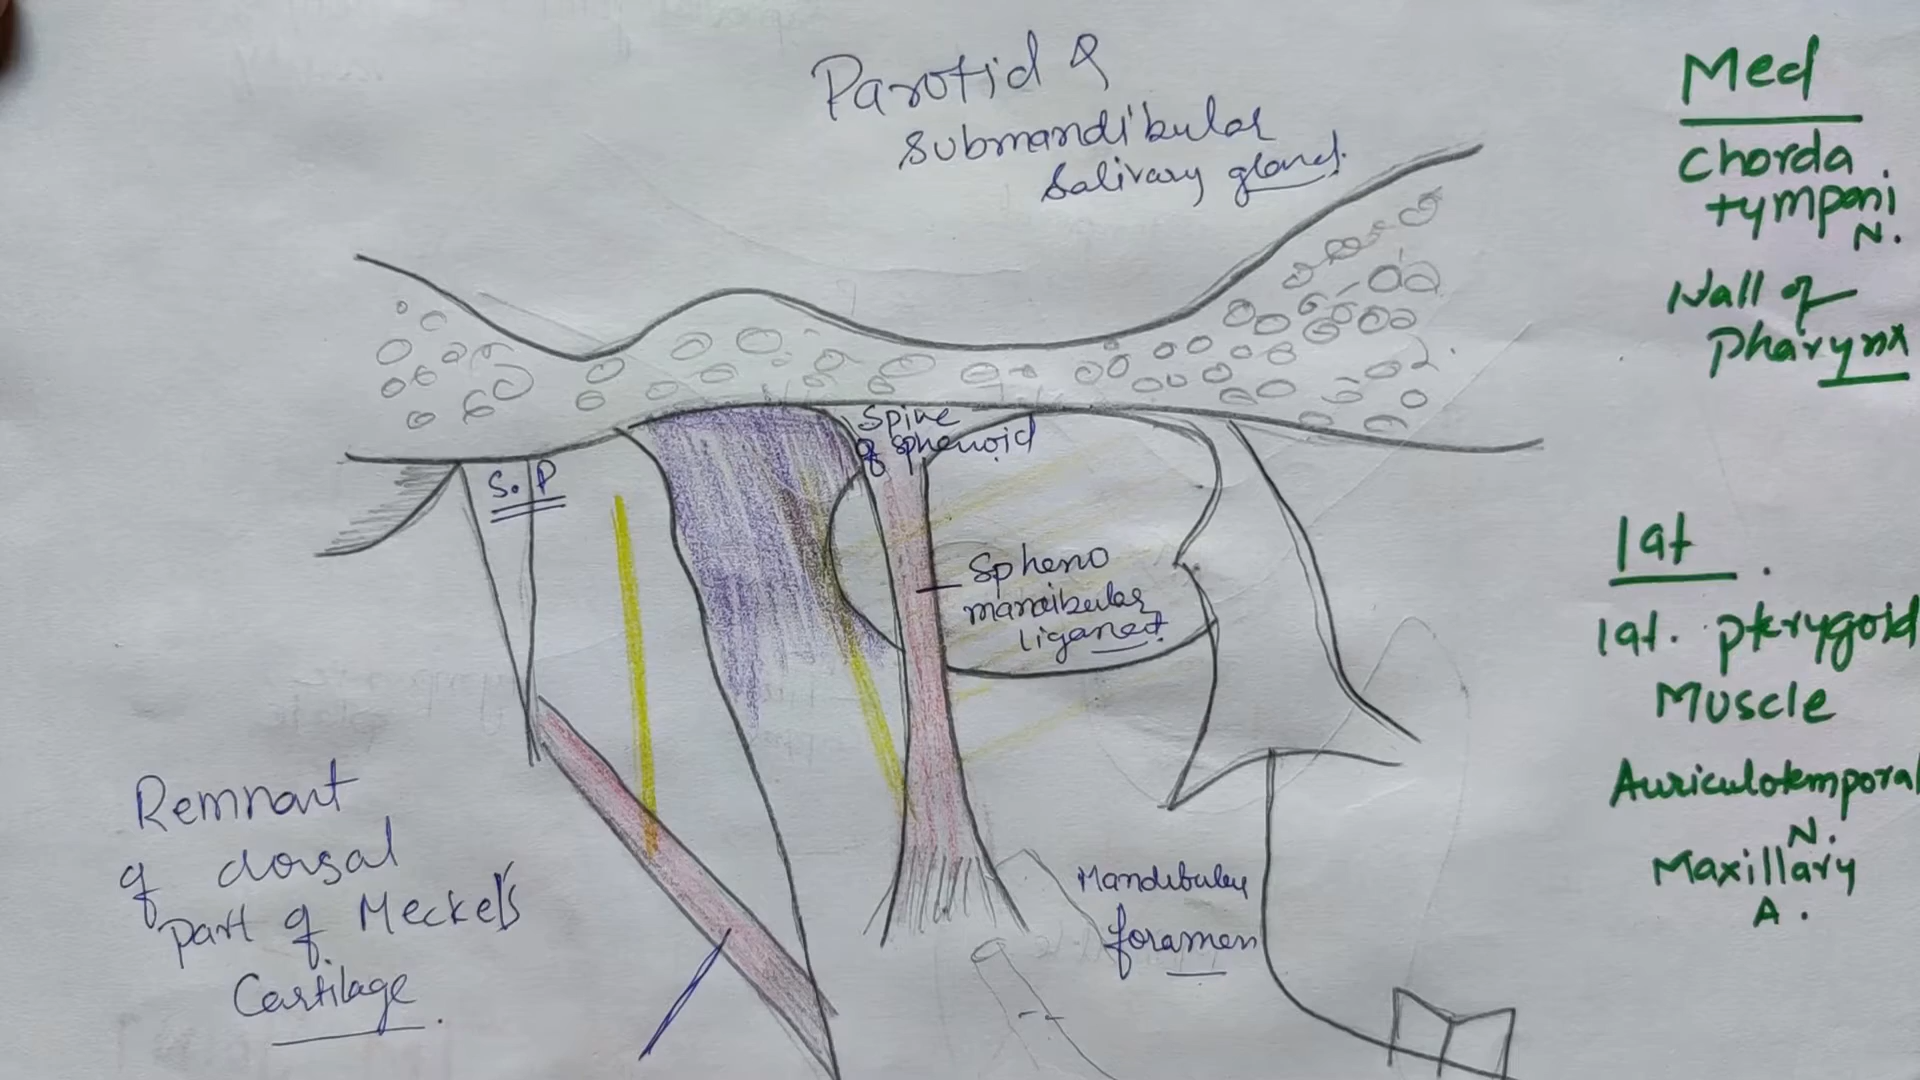 Parotid &
Submandibular
Salivary gland.
Med
Chorda
tympani
N.
Wall of
Pharynx
Spine
of sphenoid
S.P
Spheno
mandibular
ligament
lat.
lat. pterygoid
Muscle
Auriculotemporal
N.
Maxillary
A.
Remnant
of dorsal
part of Meckel's
Cartilage.
Mandibular
foramen